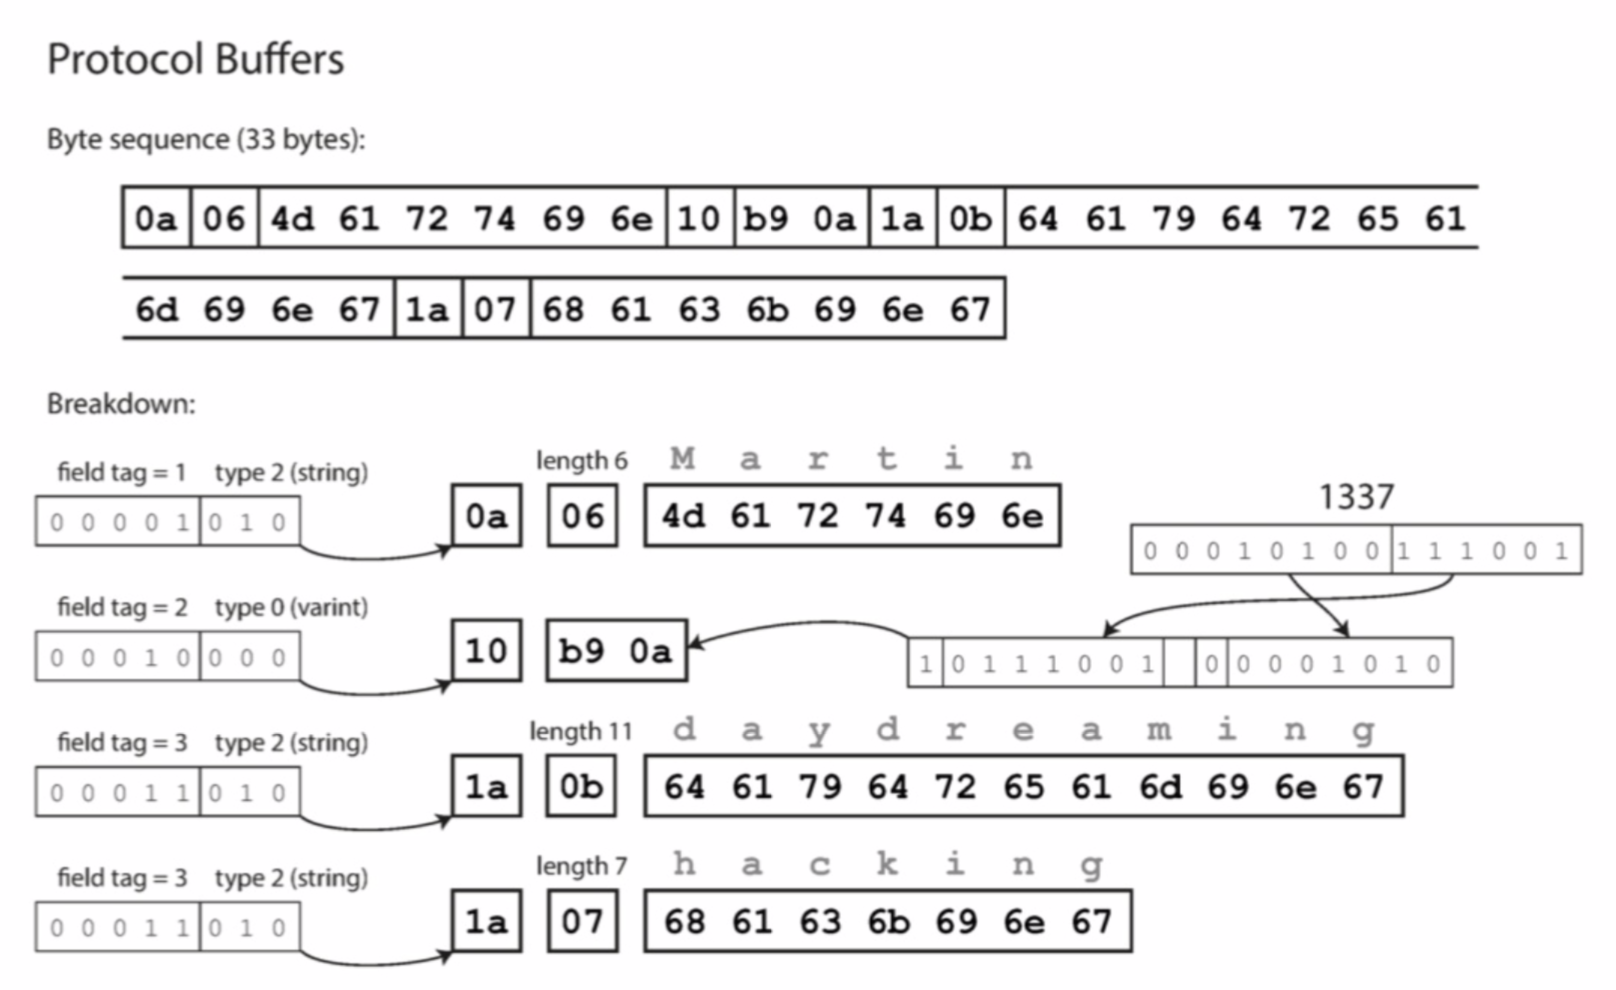 Protocol Buffers
Byte sequence (33 bytes):
0a 06 4d 61 72 74 69 6e 10 b9 0a 1a 0b 64 61 79 64 72 65 61
6d 69 6e 67 1a 07 68 61 63 6b 69 6e 67
Breakdown:
field tag = 1 type 2 (string) length 6 M a r t i n
0 0 0 0 1 0 1 0 0a 06 4d 61 72 74 69 6e
1337
0 0 0 1 0 1 0 0 1 1 1 0 0 1
field tag = 2 type 0 (varint)
0 0 0 1 0 0 0 0 10 b9 0a 1 0 1 1 1 0 0 1 0 0 0 0 1 0 1 0
field tag = 3 type 2 (string) length 11 d a y d r e a m i n g
0 0 0 1 1 0 1 0 1a 0b 64 61 79 64 72 65 61 6d 69 6e 67
field tag = 3 type 2 (string) length 7 h a c k i n g
0 0 0 1 1 0 1 0 1a 07 68 61 63 6b 69 6e 67